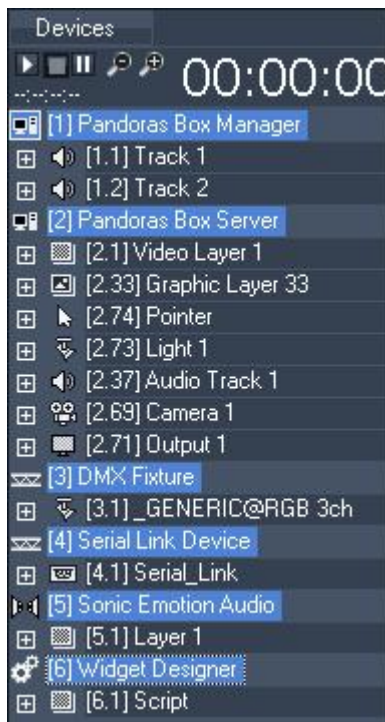 Devices
00:00:00
--:--:--:--
[1] Pandoras Box Manager
[1.1] Track 1
[1.2] Track 2
[2] Pandoras Box Server
[2.1] Video Layer 1
[2.33] Graphic Layer 33
[2.74] Pointer
[2.73] Light 1
[2.37] Audio Track 1
[2.69] Camera 1
[2.71] Output 1
[3] DMX Fixture
[3.1] _GENERIC@RGB 3ch
[4] Serial Link Device
[4.1] Serial_Link
[5] Sonic Emotion Audio
[5.1] Layer 1
[6] Widget Designer
[6.1] Script